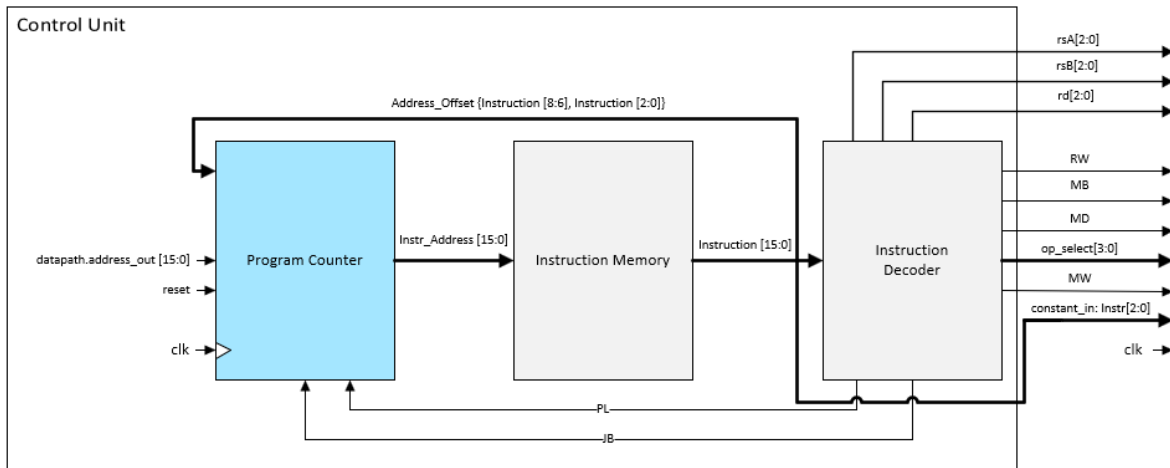 Control Unit
rsA[2:0]
rsB[2:0]
rd[2:0]
Address_Offset {Instruction [8:6], Instruction [2:0]}
RW
MB
MD
Instr_Address [15:0]
Instruction [15:0]
op_select[3:0]
datapath.address_out [15:0]
Program Counter
Instruction Memory
Instruction
Decoder
reset
MW
constant_in: Instr[2:0]
clk
clk
PL
JB